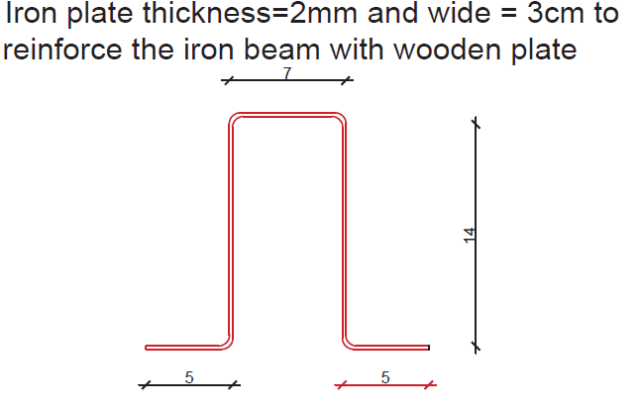 Iron plate thickness=2mm and wide = 3cm to
reinforce the iron beam with wooden plate
7
14
5
5